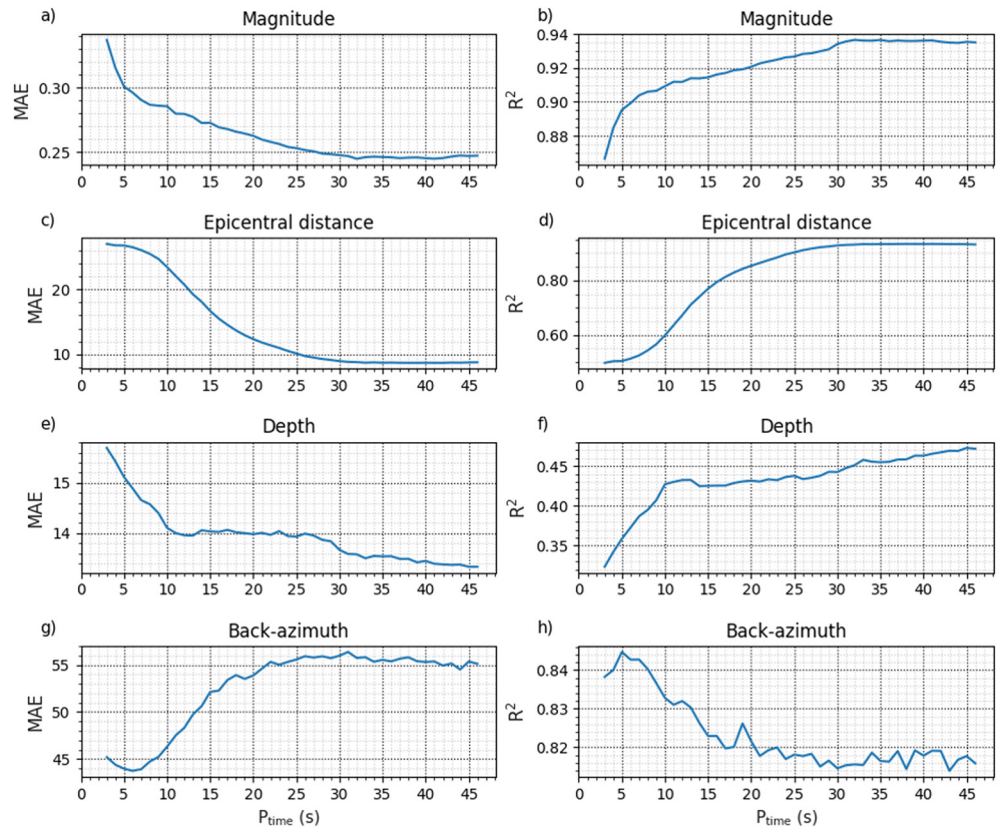 a)
Magnitude
MAE
0.30
0.25
0 5 10 15 20 25 30 35 40 45
b)
Magnitude
R²
0.94
0.92
0.90
0.88
0 5 10 15 20 25 30 35 40 45
c)
Epicentral distance
MAE
20
10
0 5 10 15 20 25 30 35 40 45
d)
Epicentral distance
R²
0.80
0.60
0 5 10 15 20 25 30 35 40 45
e)
Depth
MAE
15
14
0 5 10 15 20 25 30 35 40 45
f)
Depth
R²
0.45
0.40
0.35
0 5 10 15 20 25 30 35 40 45
g)
Back-azimuth
MAE
55
50
45
0 5 10 15 20 25 30 35 40 45
P_time (s)
h)
Back-azimuth
R²
0.84
0.83
0.82
0 5 10 15 20 25 30 35 40 45
P_time (s)